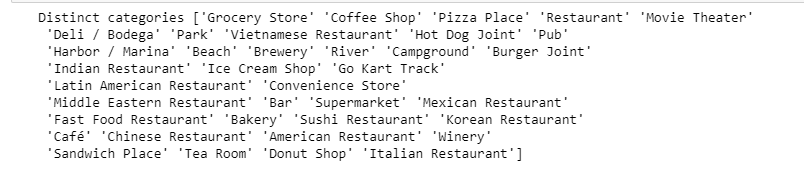 Distinct categories ['Grocery Store' 'Coffee Shop' 'Pizza Place' 'Restaurant' 'Movie Theater'
'Deli / Bodega' 'Park' 'Vietnamese Restaurant' 'Hot Dog Joint' 'Pub'
'Harbor / Marina' 'Beach' 'Brewery' 'River' 'Campground' 'Burger Joint'
'Indian Restaurant' 'Ice Cream Shop' 'Go Kart Track'
'Latin American Restaurant' 'Convenience Store'
'Middle Eastern Restaurant' 'Bar' 'Supermarket' 'Mexican Restaurant'
'Fast Food Restaurant' 'Bakery' 'Sushi Restaurant' 'Korean Restaurant'
'Café' 'Chinese Restaurant' 'American Restaurant' 'Winery'
'Sandwich Place' 'Tea Room' 'Donut Shop' 'Italian Restaurant']